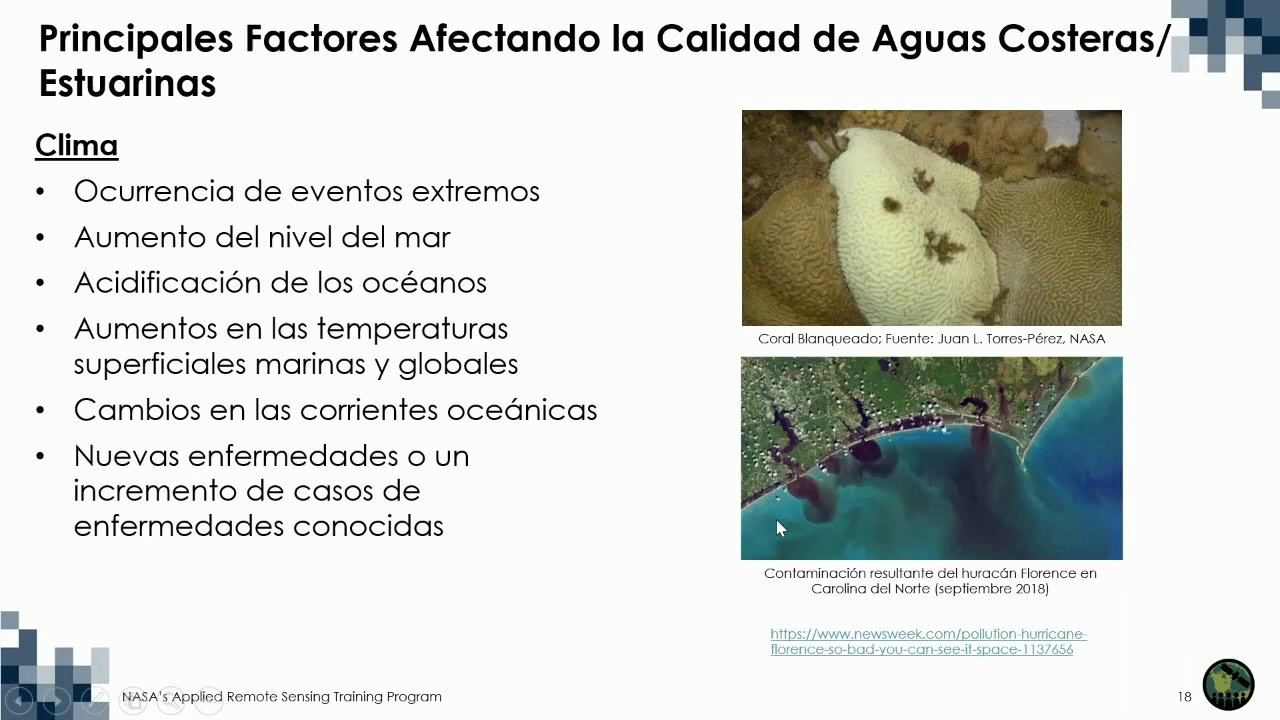 Principales Factores Afectando la Calidad de Aguas Costeras/
Estuarinas
Clima
• Ocurrencia de eventos extremos
• Aumento del nivel del mar
• Acidificación de los océanos
• Aumentos en las temperaturas
superficiales marinas y globales
• Cambios en las corrientes oceánicas
• Nuevas enfermedades o un
incremento de casos de
enfermedades conocidas
Coral Blanqueado; Fuente: Juan L. Torres-Pérez, NASA
Contaminación resultante del huracán Florence en
Carolina del Norte (septiembre 2018)
https://www.newsweek.com/pollution-hurricane-
florence-so-bad-you-can-see-it-space-1137656
NASA's Applied Remote Sensing Training Program
18